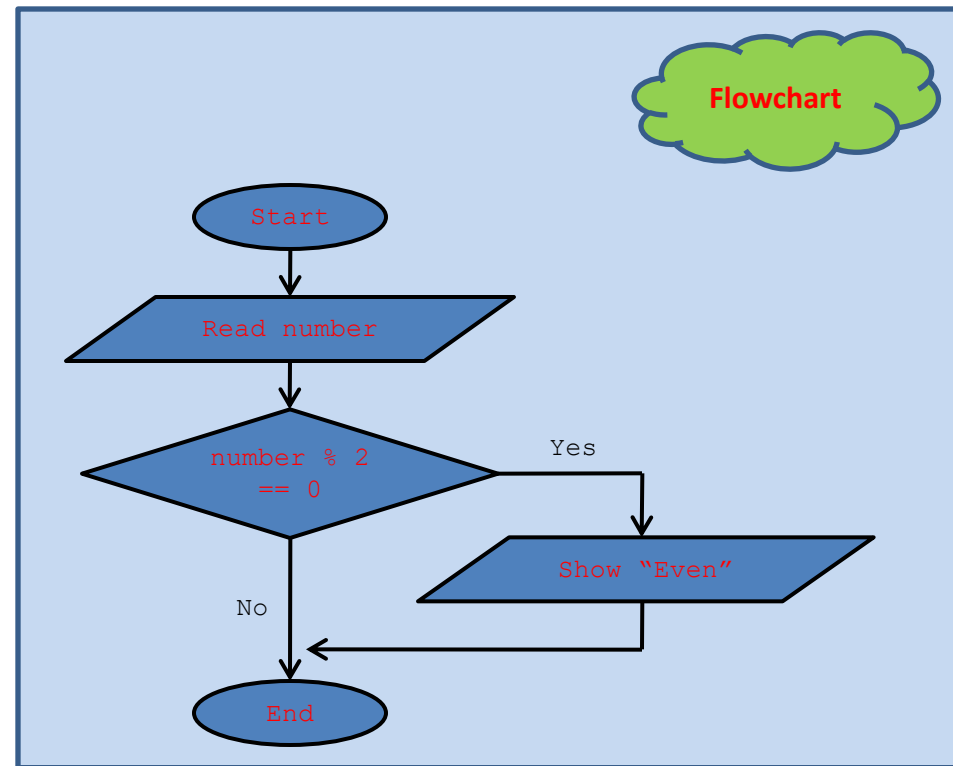 Flowchart
Start
Read number
number % 2
== 0
Yes
Show “Even”
No
End